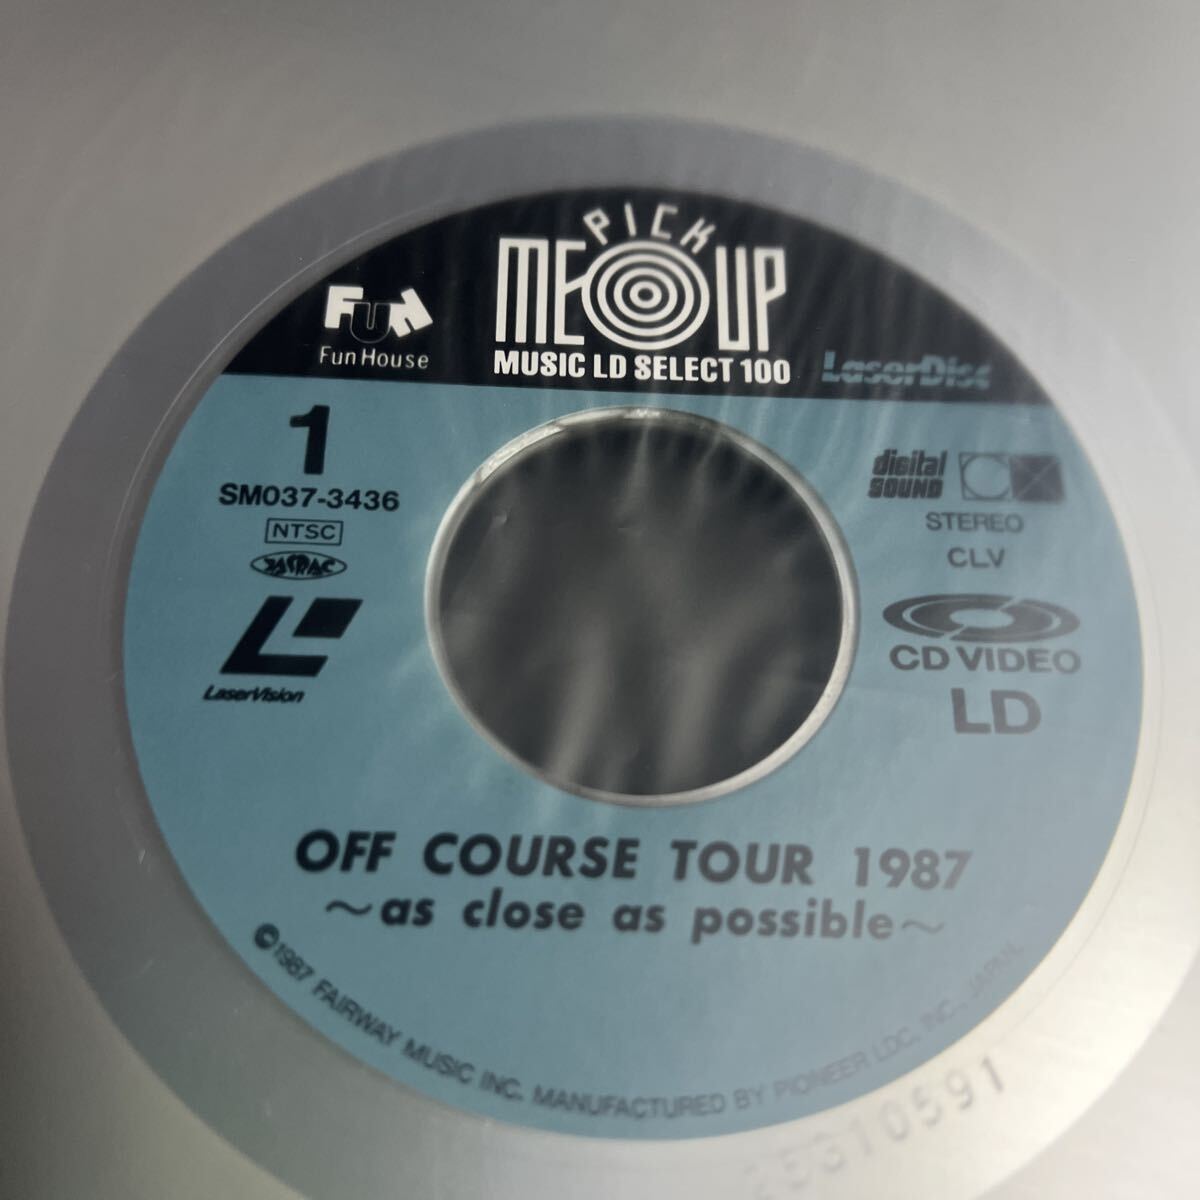 PICK
ME UP
MUSIC LD SELECT 100
FUN
Fun House
LaserDisc
1
SM037-3436
NTSC
JASRAC
LaserVision
digital
SOUND
STEREO
CLV
CD VIDEO
LD
OFF COURSE TOUR 1987
～as close as possible～
©1987 FAIRWAY MUSIC INC. MANUFACTURED BY PIONEER LDC, INC., JAPAN.